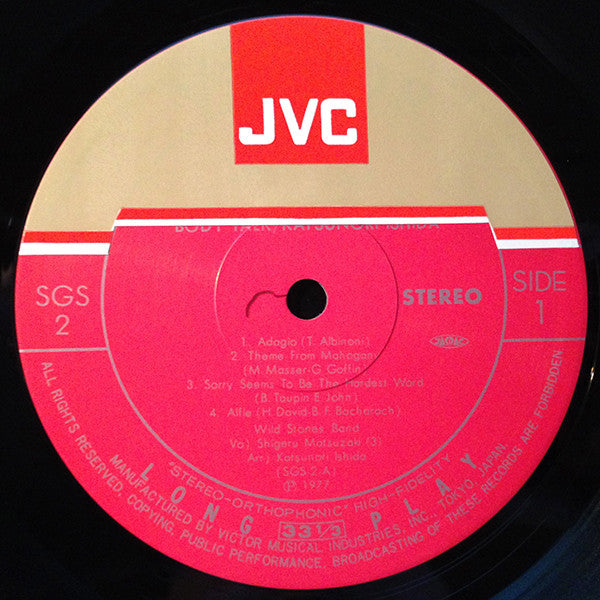 JVC
BODY TALK/KATSUNORI ISHIDA
SGS
2
STEREO
SIDE
1
JASRAC
1. Adagio (T. Albinoni)
2. Theme From Mahogani
(M. Masser-G. Goffin)
3. Sorry Seems To Be The Hardest Word
(B. Toupin E. John)
4. Alfie (H. David-B. F. Bacharach)
Wild Stones Band
Vo) Shigeru Matsuzaki (3)
Arr) Katsunori Ishida
(SGS 2 A)
Ⓟ 1977
"STEREO-ORTHOPHONIC" HIGH-FIDELITY
LONG 33 1/3 PLAY
MANUFACTURED BY VICTOR MUSICAL INDUSTRIES, INC. TOKYO, JAPAN.
ALL RIGHTS RESERVED. COPYING, PUBLIC PERFORMANCE, BROADCASTING OF THESE RECORDS ARE FORBIDDEN